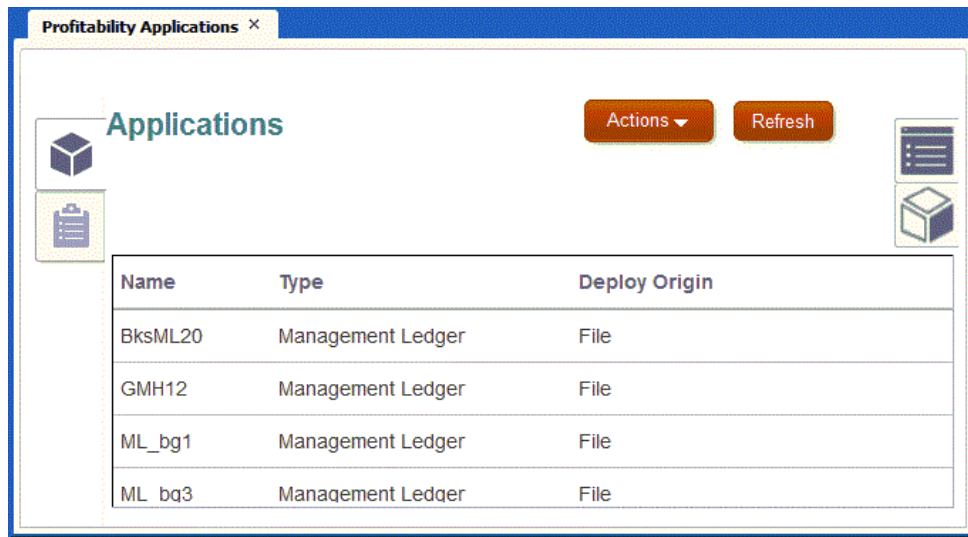 Profitability Applications ×
Applications
Actions
Refresh
Name Type Deploy Origin
BksML20 Management Ledger File
GMH12 Management Ledger File
ML_bg1 Management Ledger File
ML_bg3 Management Ledger File